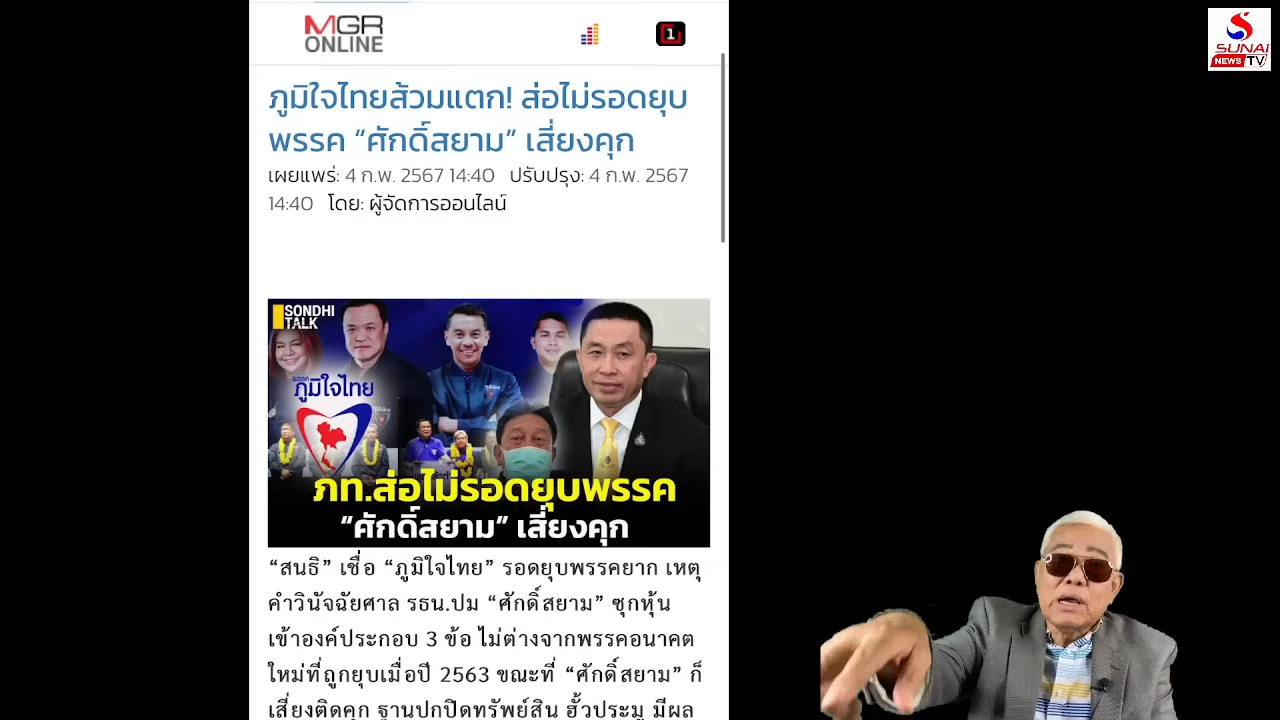 MGR
ONLINE
1
SUNAI
NEWS TV
ภูมิใจไทยส้วมแตก! ส่อไม่รอดยุบ
พรรค “ศักดิ์สยาม” เสี่ยงคุก
เผยแพร่: 4 ก.พ. 2567 14:40 ปรับปรุง: 4 ก.พ. 2567
14:40 โดย: ผู้จัดการออนไลน์
SONDHI
TALK
พรรค
ภูมิใจไทย
ภท.ส่อไม่รอดยุบพรรค
“ศักดิ์สยาม” เสี่ยงคุก
“สนธิ” เชื่อ “ภูมิใจไทย” รอดยุบพรรคยาก เหตุ
คำวินิจฉัยศาล รธน.ปม “ศักดิ์สยาม” ซุกหุ้น
เข้าองค์ประกอบ 3 ข้อ ไม่ต่างจากพรรคอนาคต
ใหม่ที่ถูกยุบเมื่อปี 2563 ขณะที่ “ศักดิ์สยาม” ก็
เสี่ยงติดคุก ฐานปกปิดทรัพย์สิน ฮั้วประมู มีผล